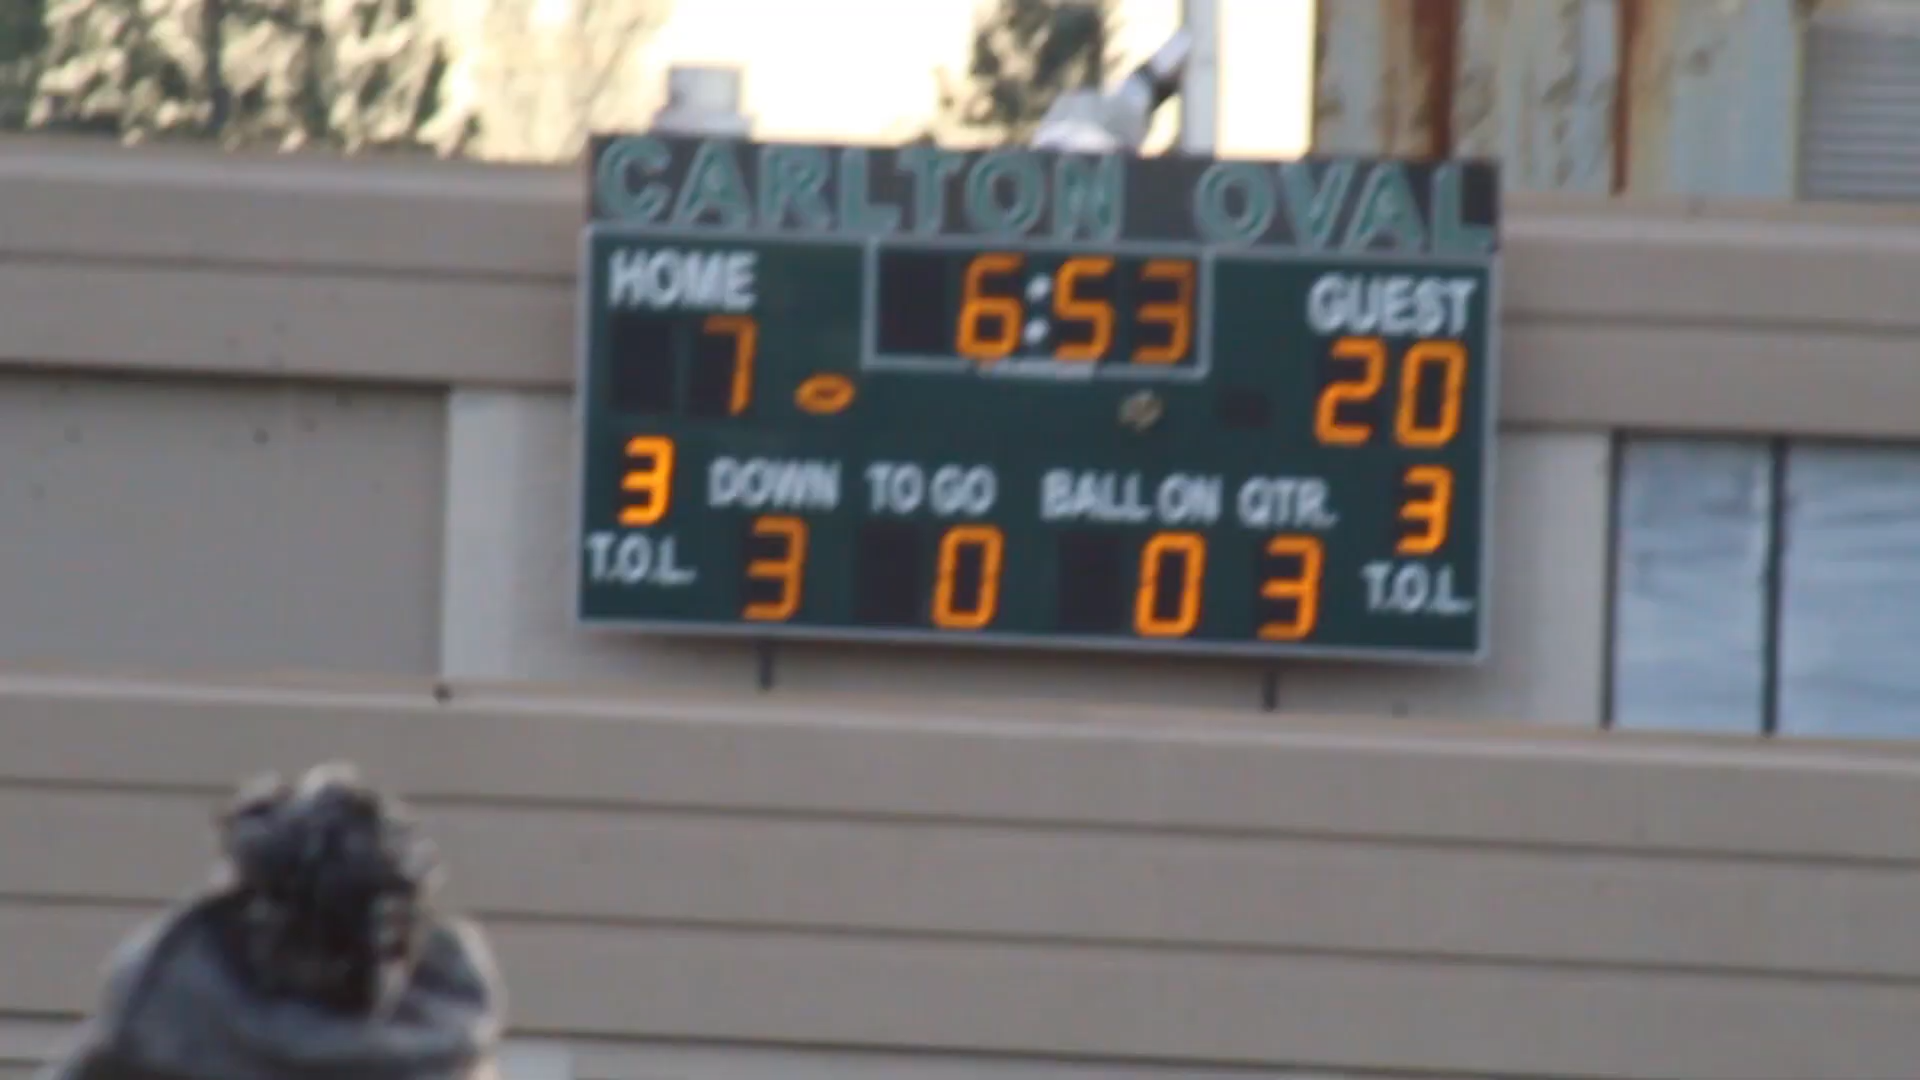 CARLTON OVAL
HOME 6:53 GUEST
7 20
3 DOWN TO GO BALL ON QTR. 3
T.O.L. 3 0 0 3 T.O.L.